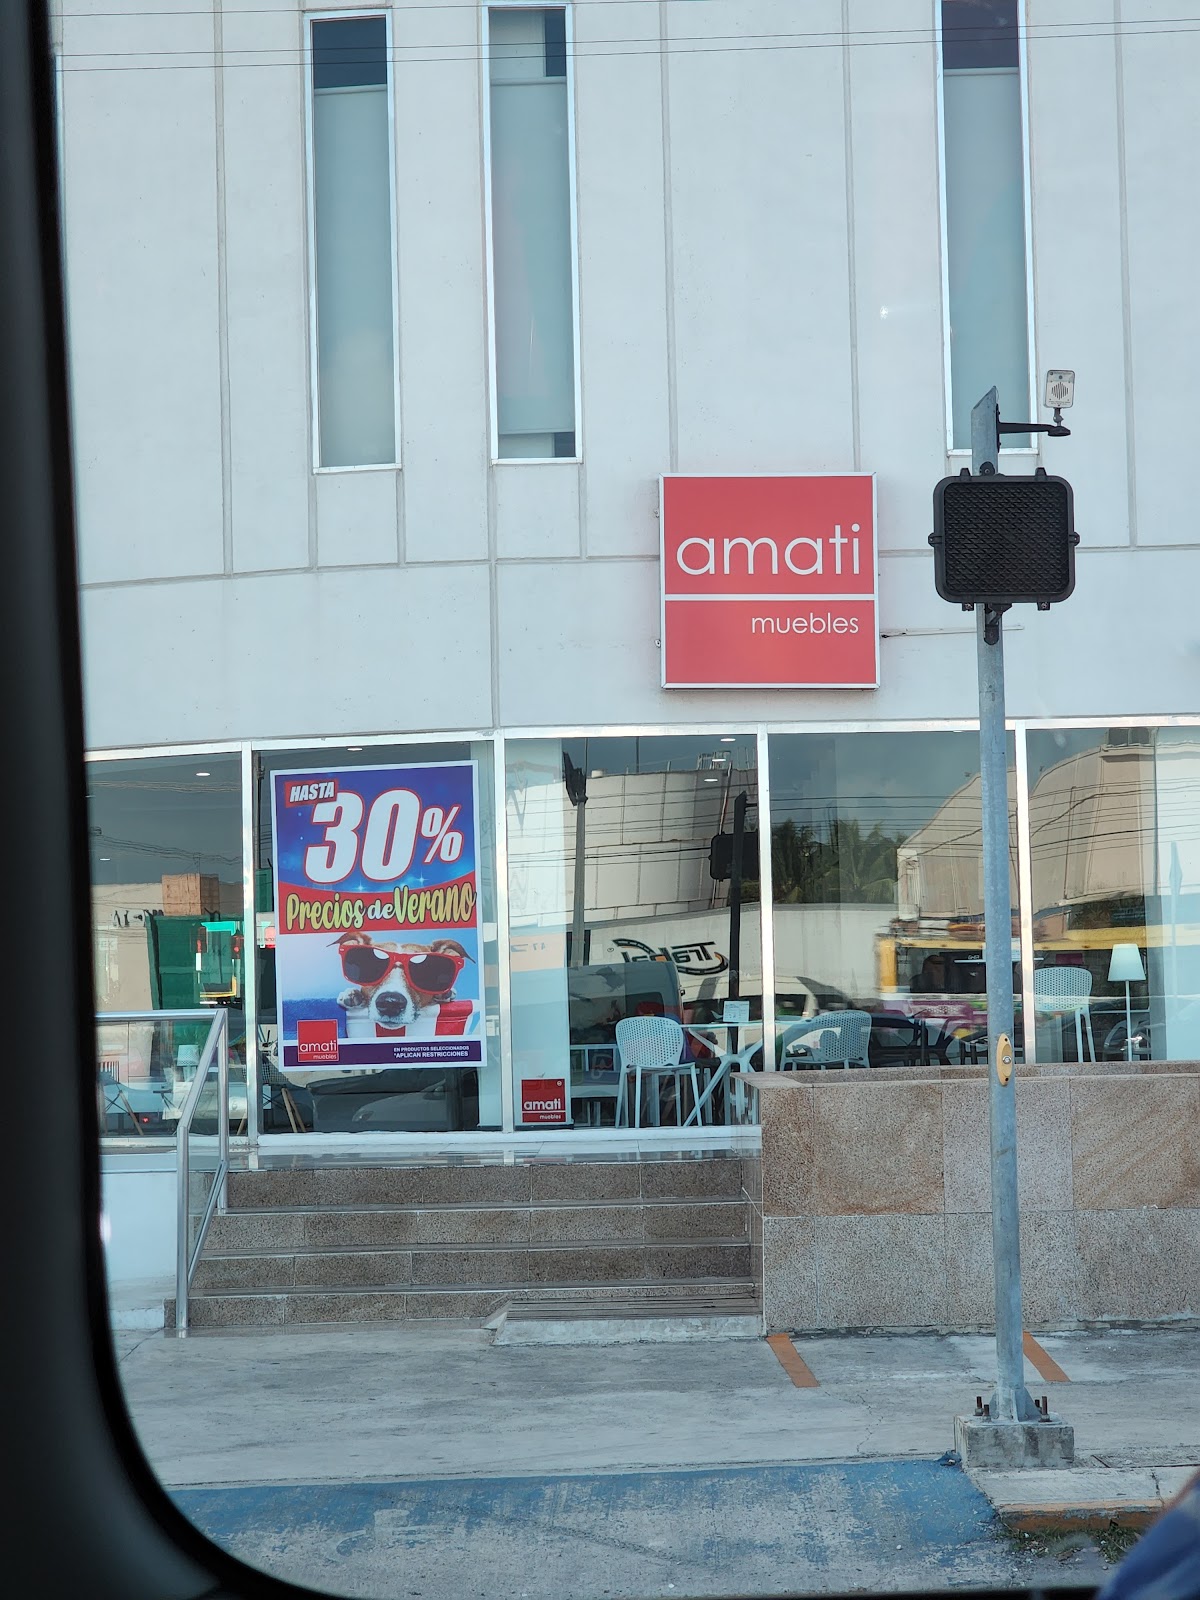 amati
muebles
HASTA
30%
Precios de Verano
amati
muebles
EN PRODUCTOS SELECCIONADOS
*APLICAN RESTRICCIONES
amati
muebles